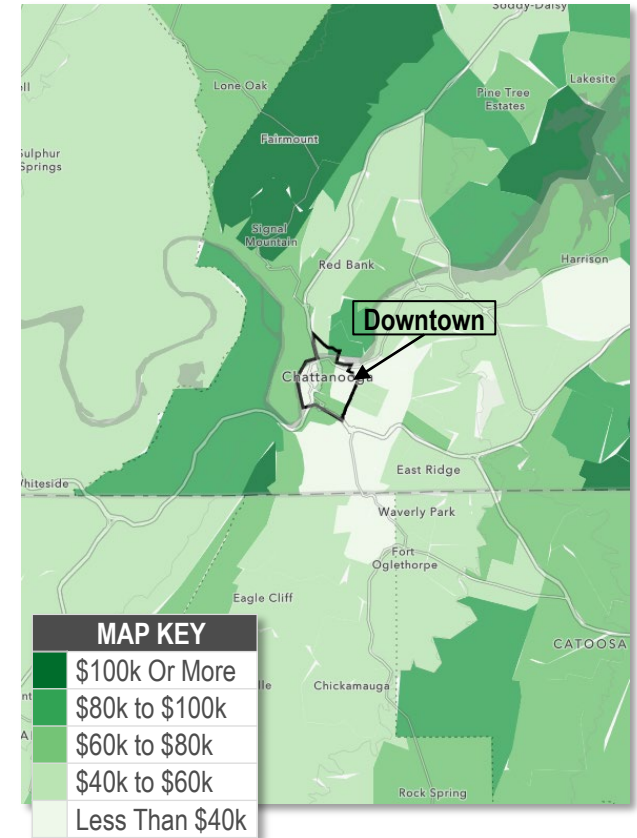 Soddy-Daisy
Lone Oak
Lakesite
Pine Tree
Estates
Fairmount
Sulphur
Springs
Signal
Mountain
Red Bank
Harrison
Downtown
Chattanooga
East Ridge
Whiteside
Waverly Park
Fort
Oglethorpe
Eagle Cliff
CATOOSA
Chickamauga
Rock Spring
MAP KEY
$100k Or More
$80k to $100k
$60k to $80k
$40k to $60k
Less Than $40k